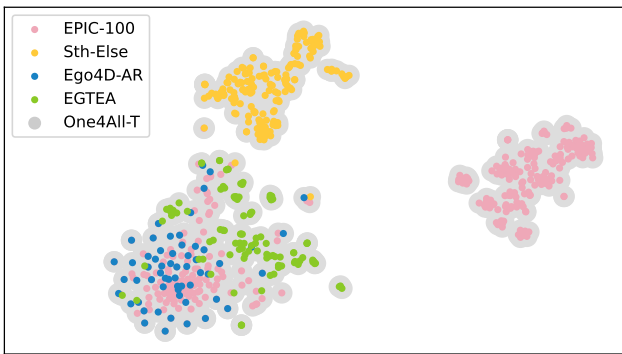 EPIC-100
Sth-Else
Ego4D-AR
EGTEA
One4All-T